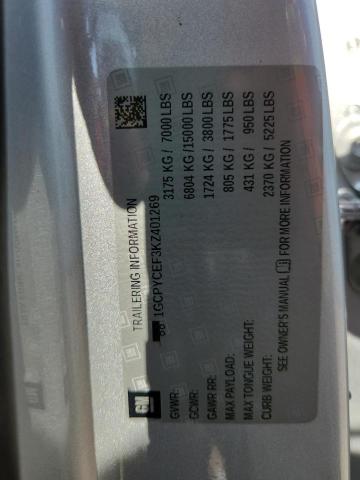 TRAILERING INFORMATION
1GCPYCEF3KZ401269
GM
GVWR: 3175 KG / 7000 LBS
GCWR: 6804 KG /15000 LBS
GAWR RR: 1724 KG / 3800 LBS
MAX PAYLOAD: 805 KG / 1775 LBS
MAX TONGUE WEIGHT: 431 KG / 950 LBS
CURB WEIGHT: 2370 KG / 5225 LBS
SEE OWNER'S MANUAL FOR MORE INFORMATION